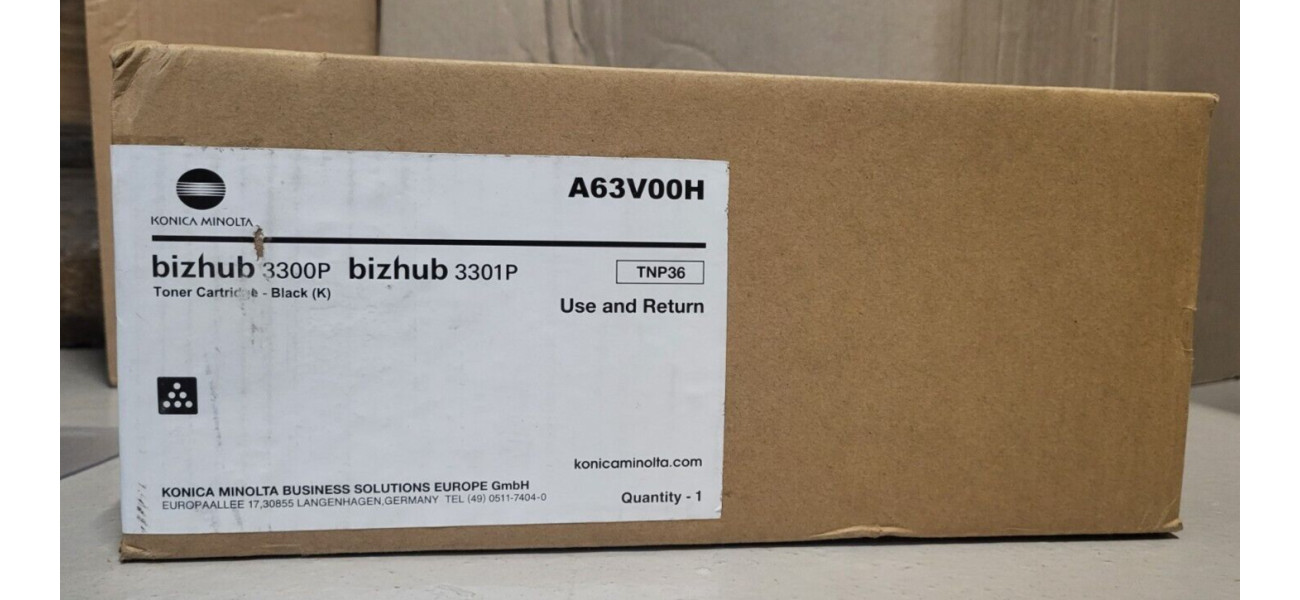 KONICA MINOLTA
A63V00H
bizhub 3300P bizhub 3301P
TNP36
Toner Cartridge - Black (K)
Use and Return
konicaminolta.com
KONICA MINOLTA BUSINESS SOLUTIONS EUROPE GmbH
EUROPAALLEE 17,30855 LANGENHAGEN,GERMANY TEL (49) 0511-7404-0
Quantity - 1